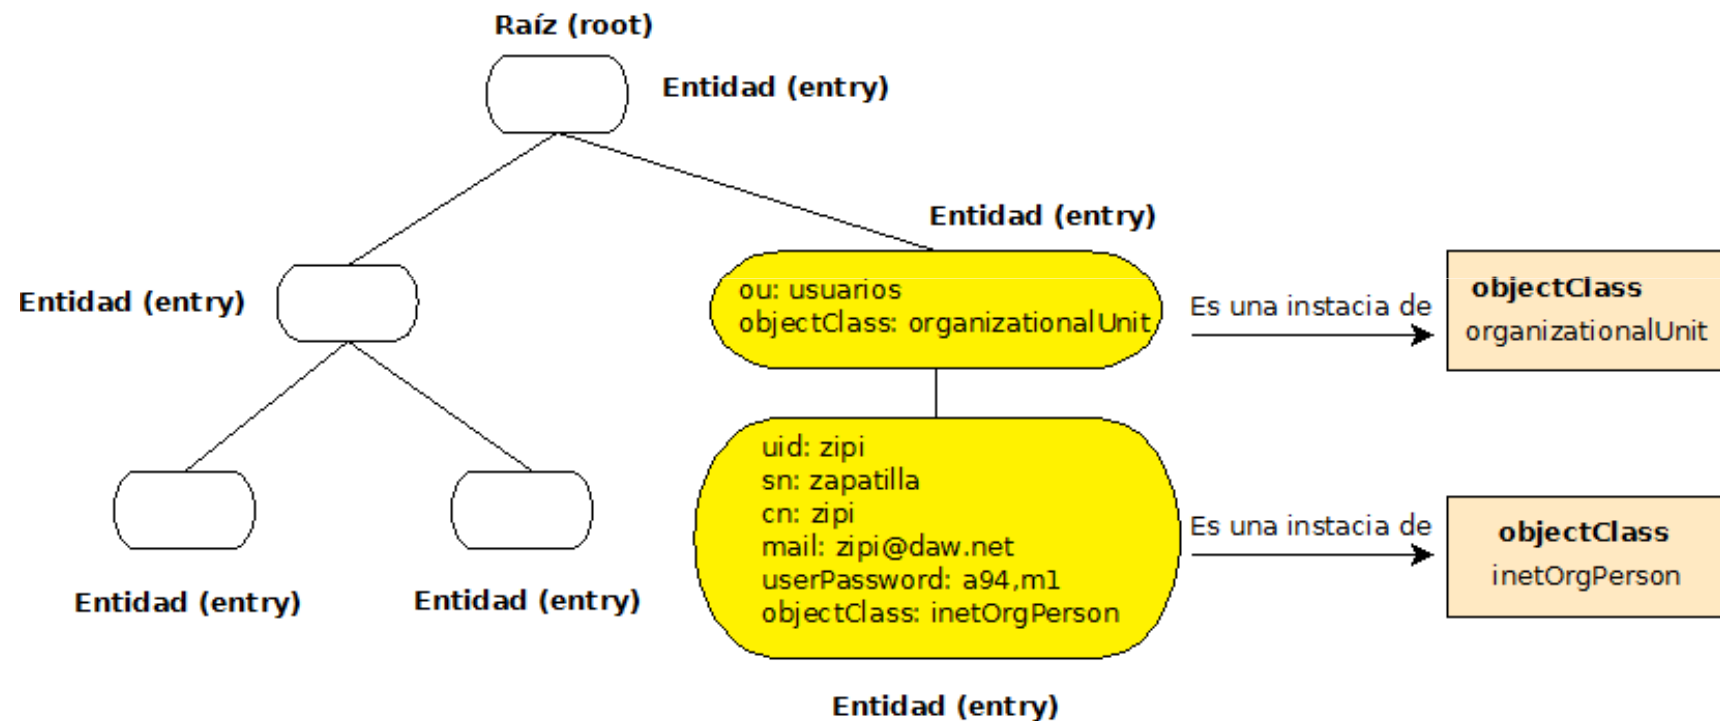 Raíz (root)
Entidad (entry)
Entidad (entry)
Entidad (entry)
ou: usuarios
objectClass: organizationalUnit
Es una instacia de
objectClass
organizationalUnit
uid: zipi
sn: zapatilla
cn: zipi
mail: zipi@daw.net
userPassword: a94,m1
objectClass: inetOrgPerson
Es una instacia de
objectClass
inetOrgPerson
Entidad (entry)
Entidad (entry)
Entidad (entry)